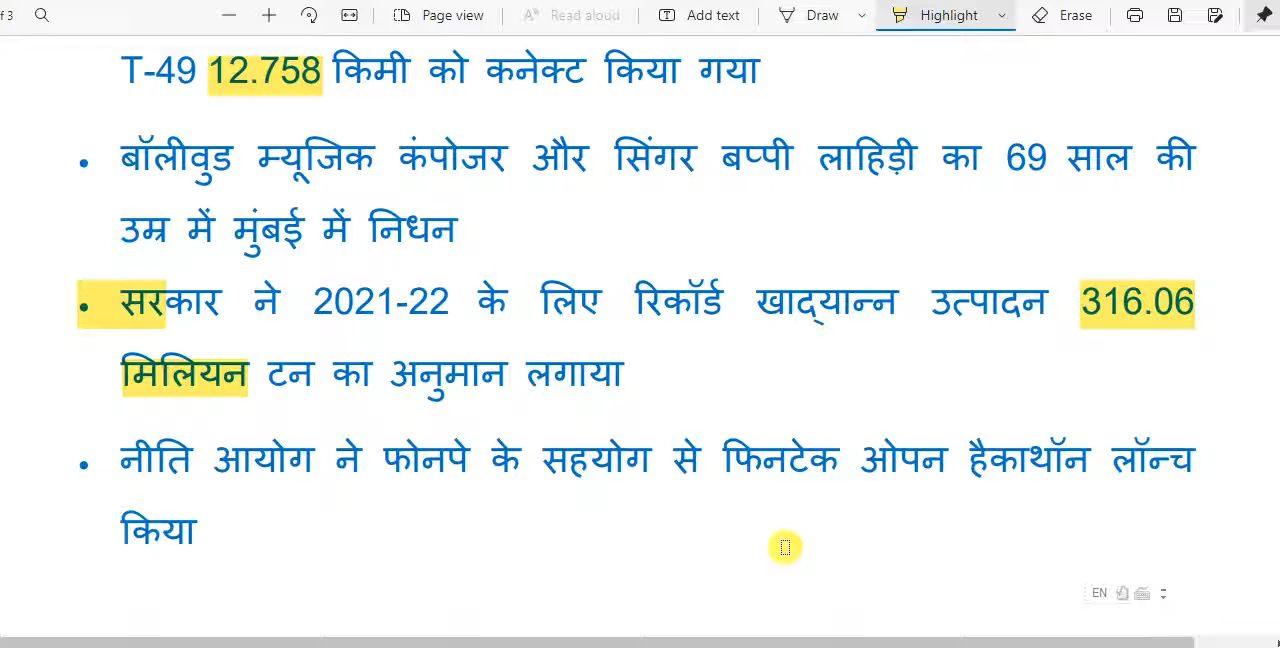 f 3 Page view Read aloud Add text Draw Highlight Erase
T-49 12.758 किमी को कनेक्ट किया गया
• बॉलीवुड म्यूजिक कंपोजर और सिंगर बप्पी लाहिड़ी का 69 साल की
उम्र में मुंबई में निधन
• सरकार ने 2021-22 के लिए रिकॉर्ड खाद्यान्न उत्पादन 316.06
मिलियन टन का अनुमान लगाया
• नीति आयोग ने फोनपे के सहयोग से फिनटेक ओपन हैकाथॉन लॉन्च
किया
EN